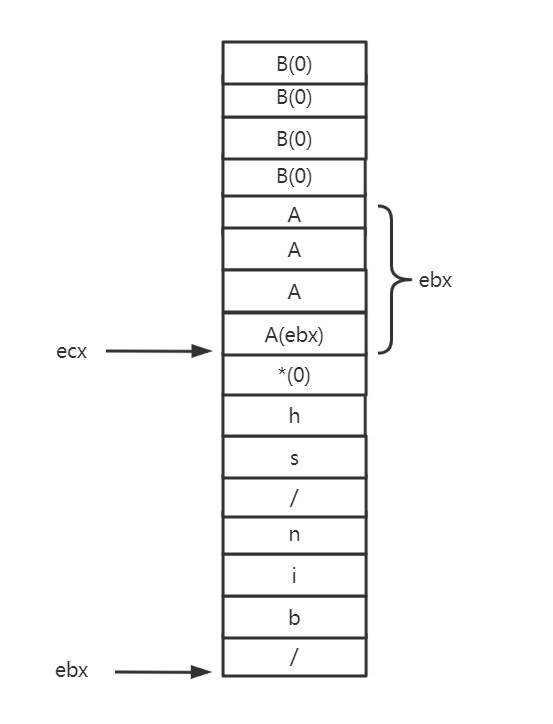 B(0)
B(0)
B(0)
B(0)
A
A
A
ebx
A(ebx)
ecx
*(0)
h
s
/
n
i
b
/
ebx